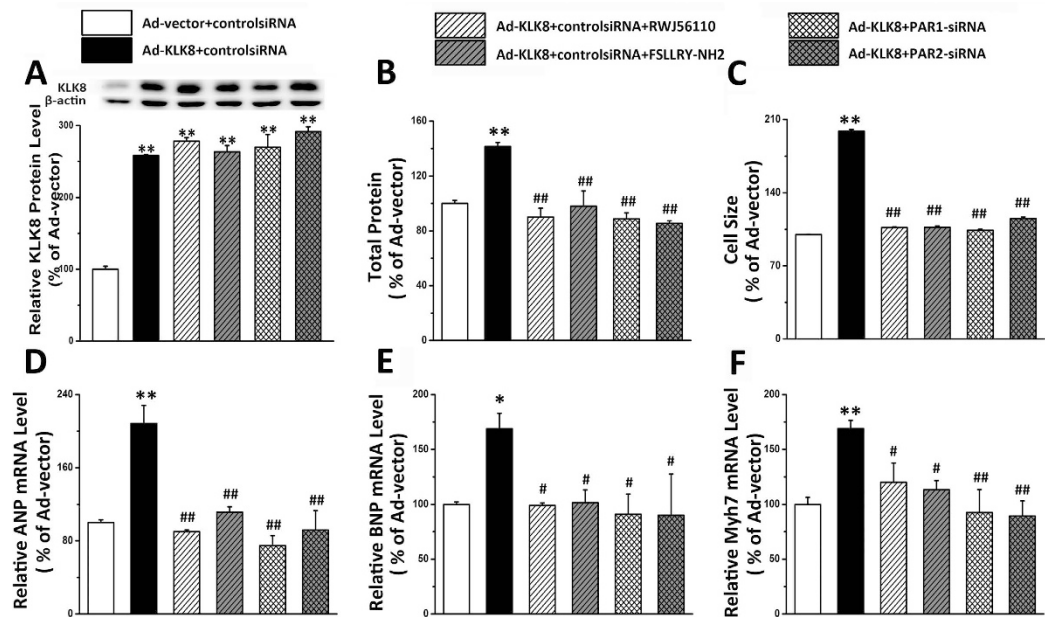 Ad-vector+controlsiRNA
Ad-KLK8+controlsiRNA
Ad-KLK8+controlsiRNA+RWJ56110
Ad-KLK8+controlsiRNA+FSLLRY-NH2
Ad-KLK8+PAR1-siRNA
Ad-KLK8+PAR2-siRNA
A
KLK8
β-actin
Relative KLK8 Protein Level
(% of Ad-vector)
300
200
100
0
**
**
**
**
**
B
Total Protein
( % of Ad-vector)
160
120
80
40
0
**
##
##
##
##
C
Cell Size
( % of Ad-vector)
210
140
70
0
**
##
##
##
##
D
Relative ANP mRNA Level
( % of Ad-vector)
240
160
80
0
**
##
##
##
##
E
Relative BNP mRNA Level
( % of Ad-vector)
200
150
100
50
0
*
#
#
#
#
F
Relative Myh7 mRNA Level
( % of Ad-vector)
200
150
100
50
0
**
#
#
##
##